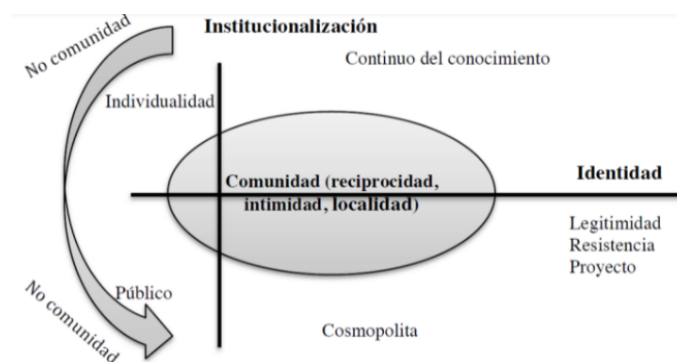 No comunidad
Institucionalización
Continuo del conocimiento
Individualidad
Comunidad (reciprocidad,
intimidad, localidad)
Identidad
Legitimidad
Resistencia
Proyecto
Público
No comunidad
Cosmopolita